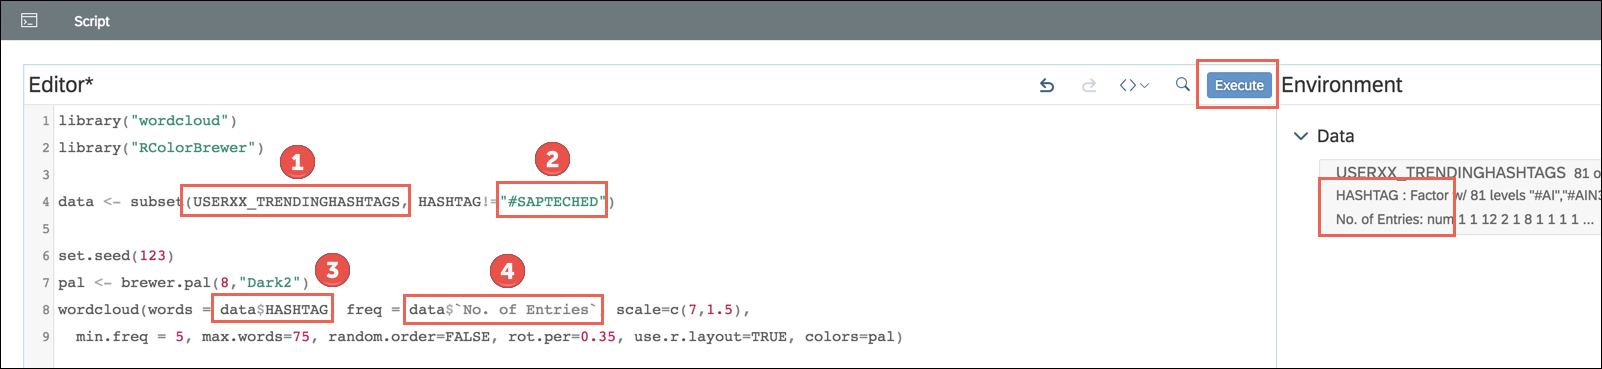 Script
Editor*
<>
Execute
Environment
1 library("wordcloud")
2 library("RColorBrewer")
3
1
2
4 data <- subset(USERXX_TRENDINGHASHTAGS, HASHTAG!="#SAPTECHED")
5
6 set.seed(123)
7 pal <- brewer.pal(8,"Dark2")
3
4
8 wordcloud(words = data$HASHTAG freq = data$`No. of Entries` scale=c(7,1.5),
9 min.freq = 5, max.words=75, random.order=FALSE, rot.per=0.35, use.r.layout=TRUE, colors=pal)
Data
USERXX_TRENDINGHASHTAGS 81 o
HASHTAG : Factor w/ 81 levels "#AI","#AIN3
No. of Entries: num 1 1 12 2 1 8 1 1 1 1 ...